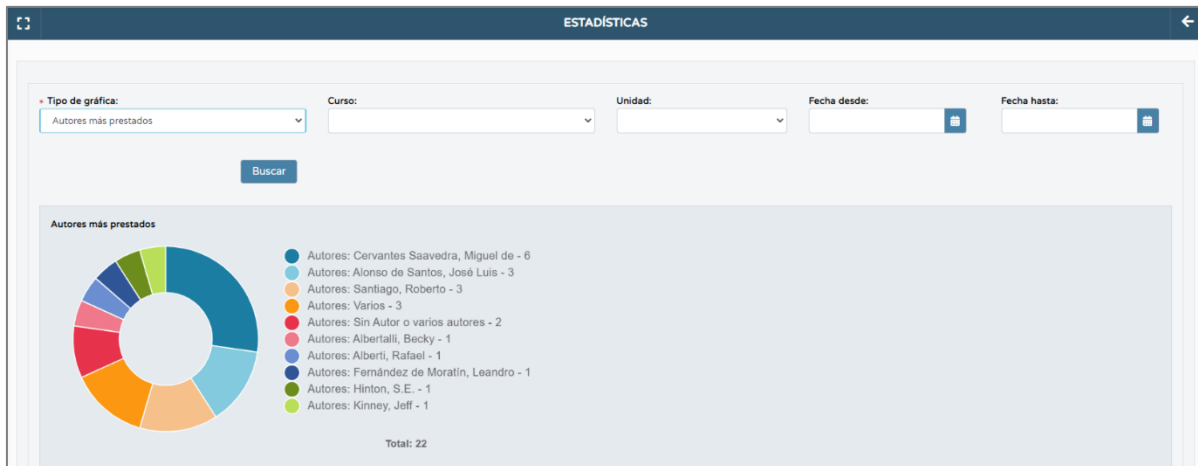 ESTADÍSTICAS
* Tipo de gráfica:
Curso:
Unidad:
Fecha desde:
Fecha hasta:
Autores más prestados
Buscar
Autores más prestados
Autores: Cervantes Saavedra, Miguel de - 6
Autores: Alonso de Santos, José Luis - 3
Autores: Santiago, Roberto - 3
Autores: Varios - 3
Autores: Sin Autor o varios autores - 2
Autores: Albertalli, Becky - 1
Autores: Alberti, Rafael - 1
Autores: Fernández de Moratín, Leandro - 1
Autores: Hinton, S.E. - 1
Autores: Kinney, Jeff - 1
Total: 22